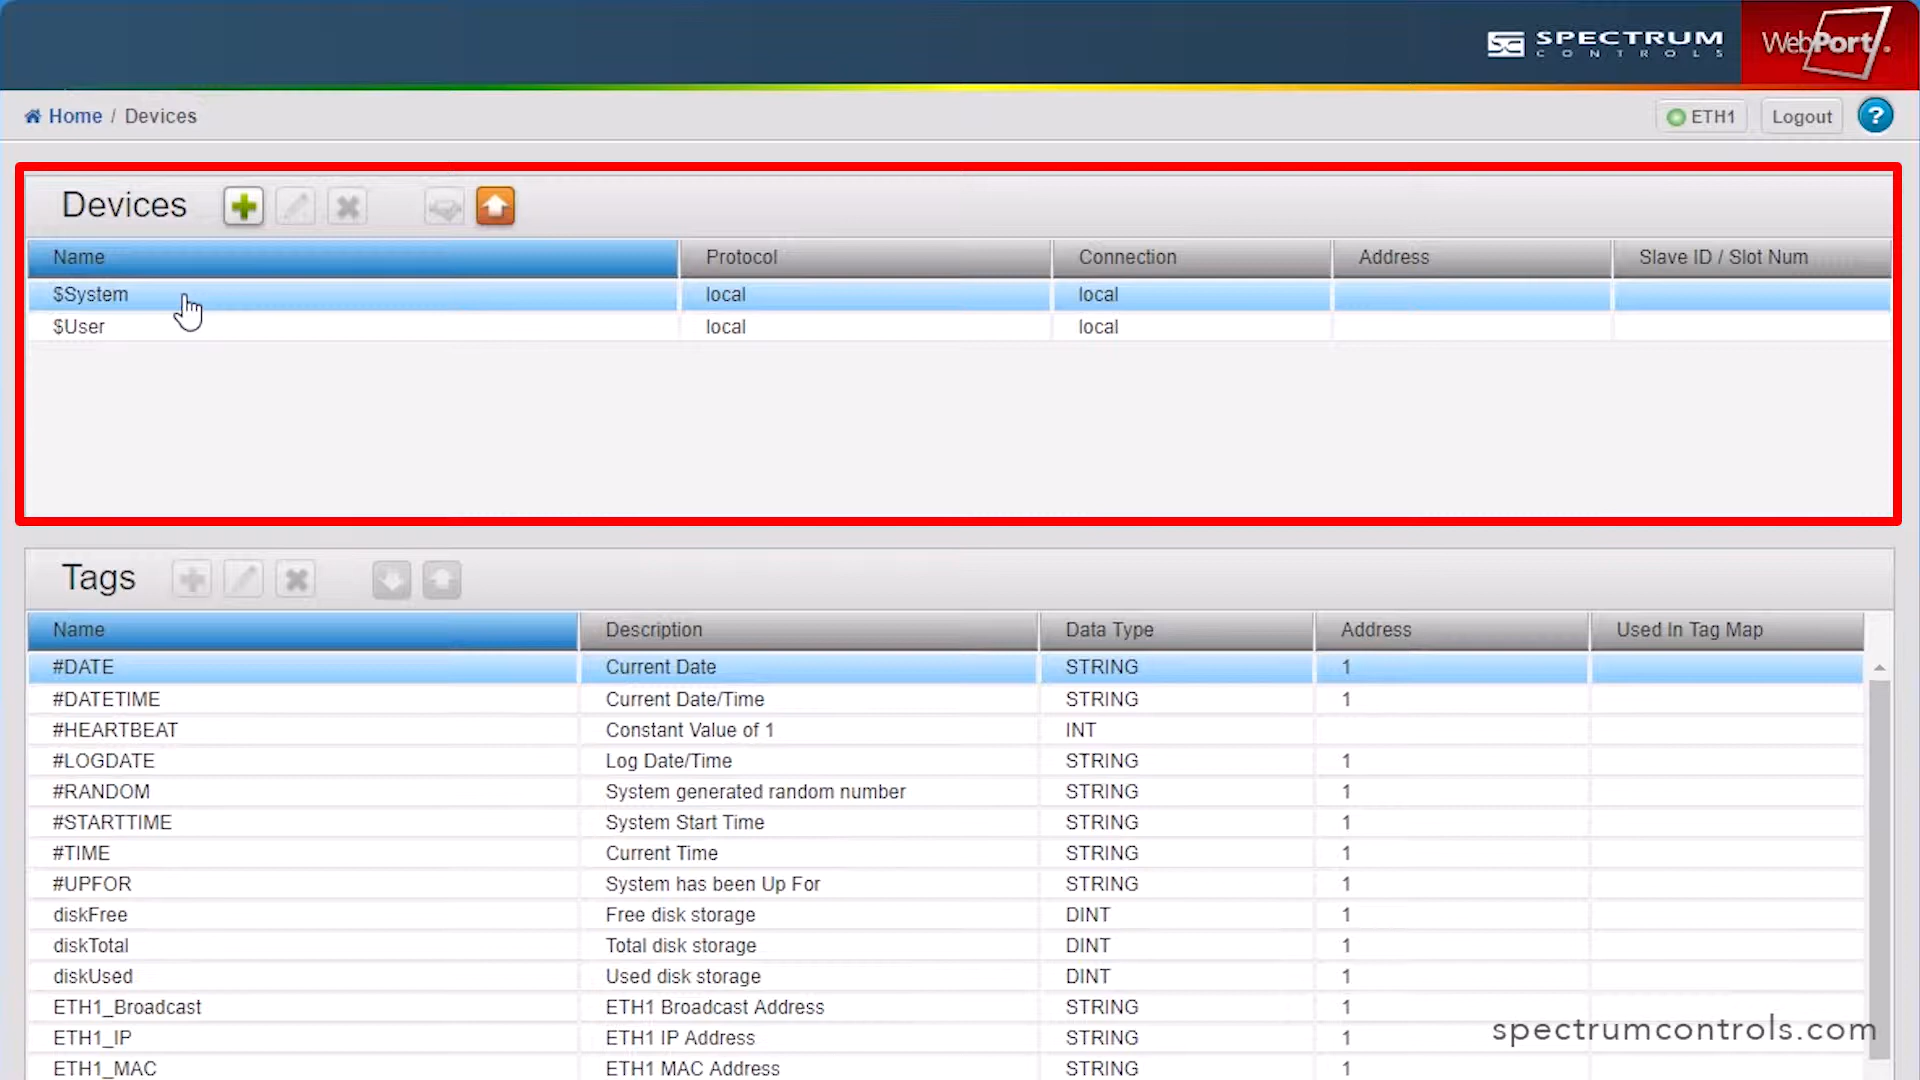 SPECTRUM
CONTROLS
WebPort.
Home / Devices
ETH1
Logout
?
Devices
Name Protocol Connection Address Slave ID / Slot Num
$System local local
$User local local
Tags
Name Description Data Type Address Used In Tag Map
#DATE Current Date STRING 1
#DATETIME Current Date/Time STRING 1
#HEARTBEAT Constant Value of 1 INT
#LOGDATE Log Date/Time STRING 1
#RANDOM System generated random number STRING 1
#STARTTIME System Start Time STRING 1
#TIME Current Time STRING 1
#UPFOR System has been Up For STRING 1
diskFree Free disk storage DINT 1
diskTotal Total disk storage DINT 1
diskUsed Used disk storage DINT 1
ETH1_Broadcast ETH1 Broadcast Address STRING 1
ETH1_IP ETH1 IP Address STRING 1
spectrumcontrols.com
ETH1_MAC ETH1 MAC Address STRING 1